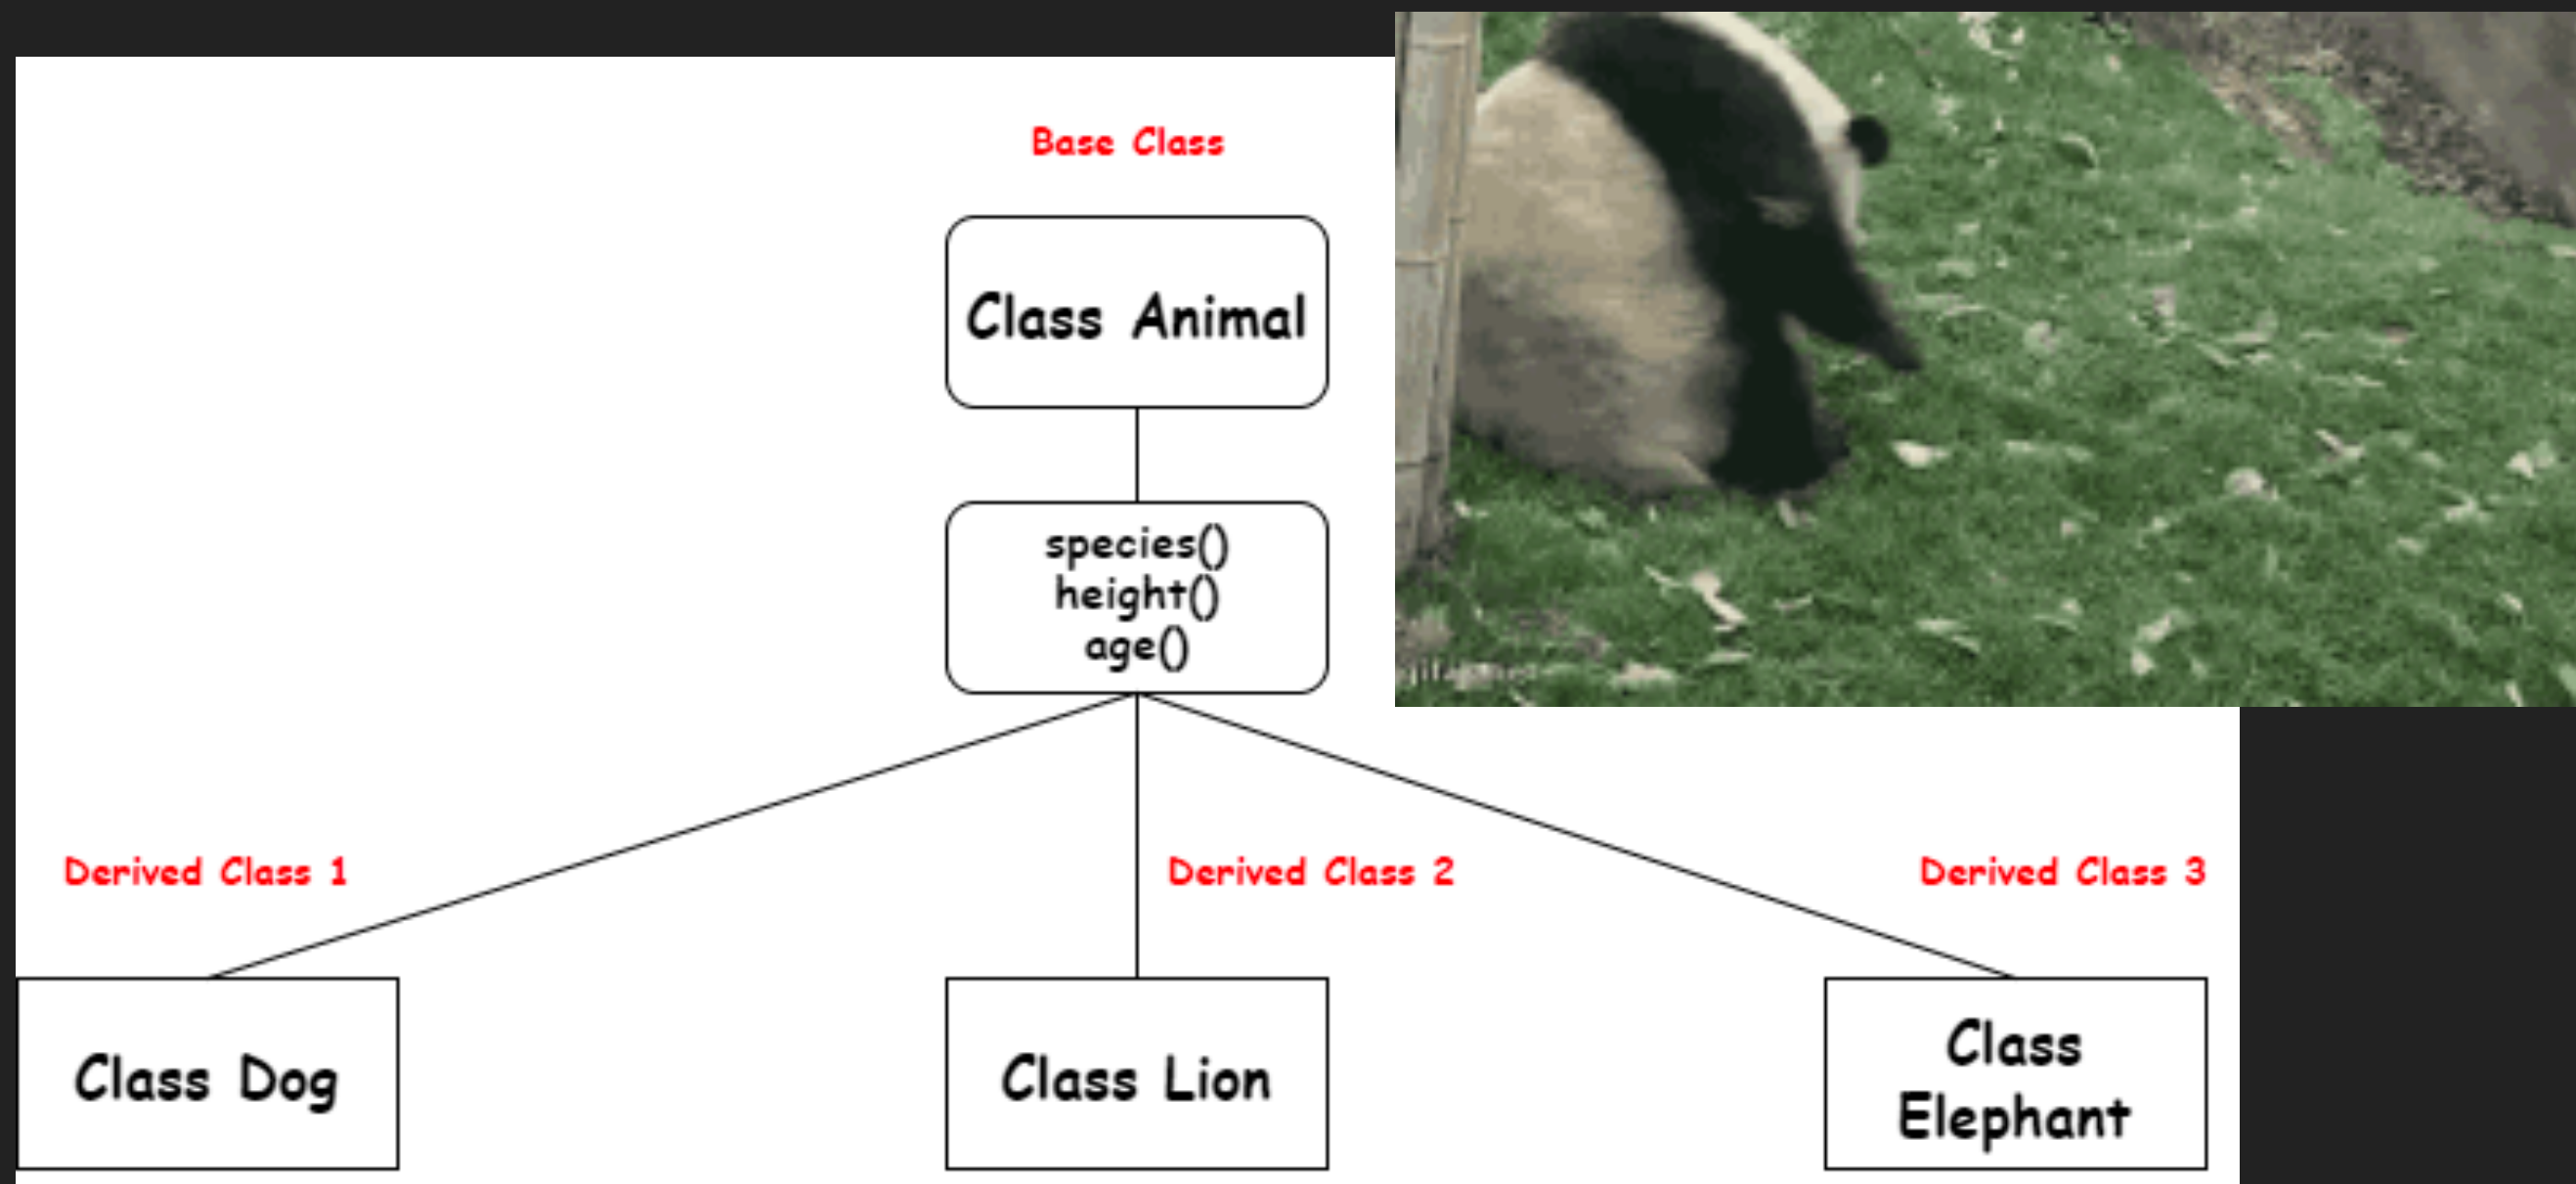 Base Class
Class Animal
species()
height()
age()
Derived Class 1
Derived Class 2
Derived Class 3
Class Dog
Class Lion
Class
Elephant